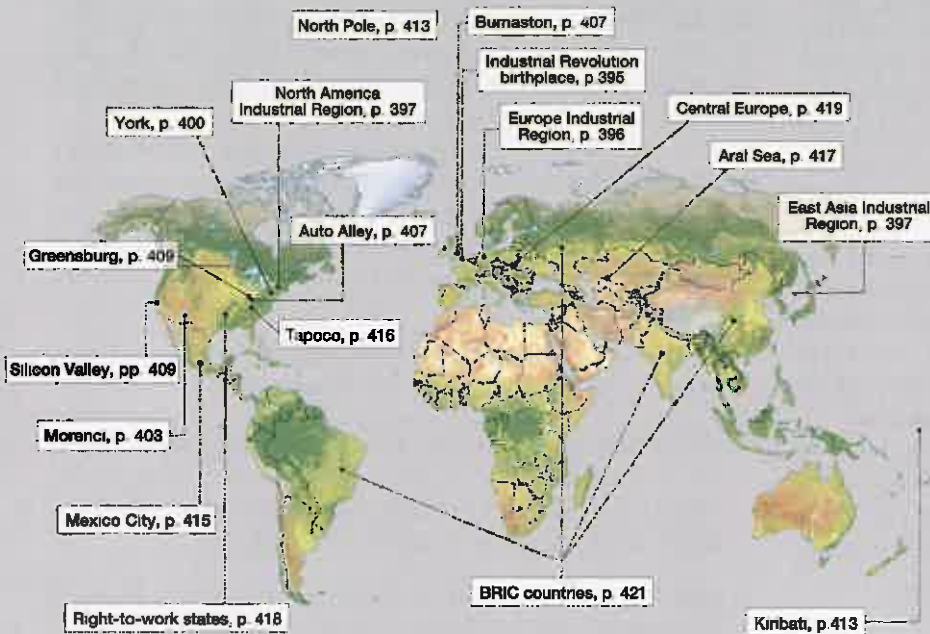 North Pole, p. 413
Burnaston, p. 407
Industrial Revolution
birthplace, p. 395
North America
Industrial Region, p. 397
York, p. 400
Central Europe, p. 419
Europe Industrial
Region, p. 396
Aral Sea, p. 417
East Asia Industrial
Region, p. 397
Auto Alley, p. 407
Greensburg, p. 409
Tapoco, p. 416
Silicon Valley, pp. 409
Morenci, p. 403
Mexico City, p. 415
BRIC countries, p. 421
Right-to-work states, p. 418
Kiribati, p. 413